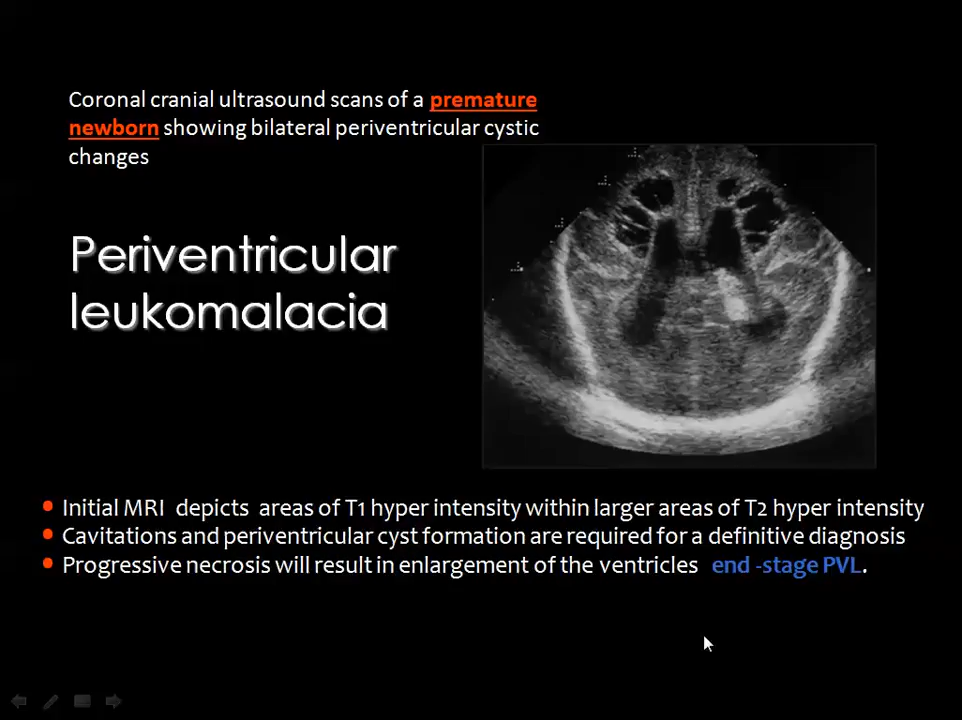 Coronal cranial ultrasound scans of a premature
newborn showing bilateral periventricular cystic
changes
Periventricular
leukomalacia
• Initial MRI depicts areas of T1 hyper intensity within larger areas of T2 hyper intensity
• Cavitations and periventricular cyst formation are required for a definitive diagnosis
• Progressive necrosis will result in enlargement of the ventricles end -stage PVL.